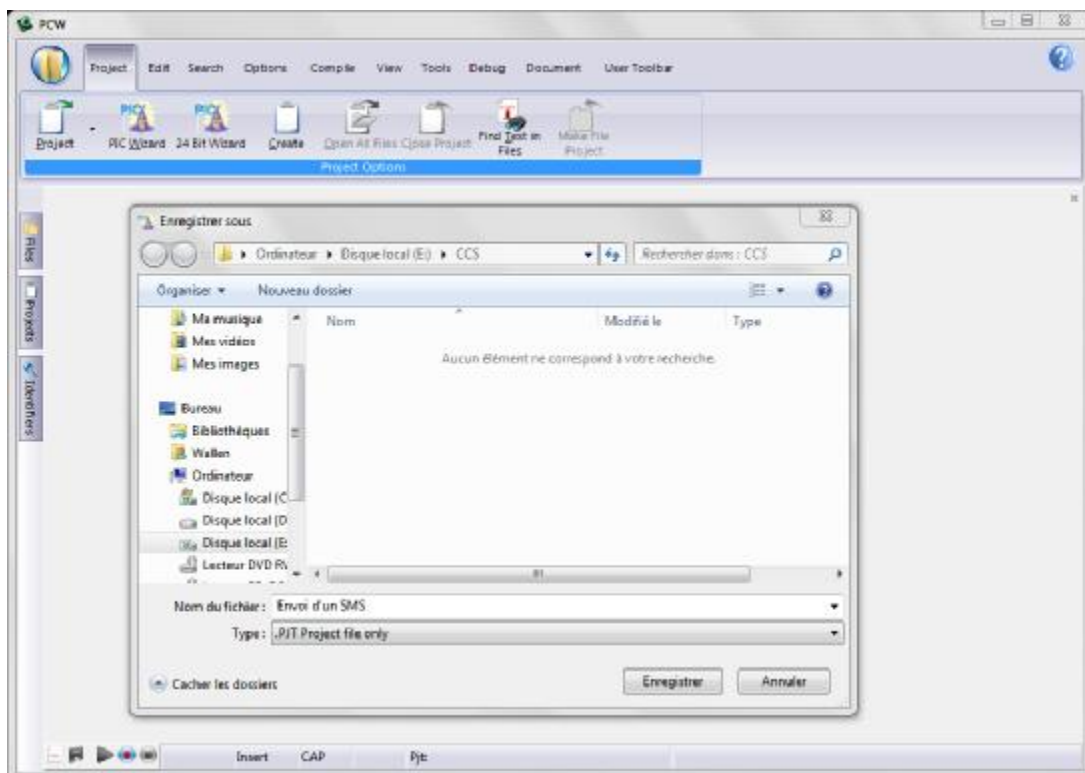 PCW
Project Edit Search Options Compile View Tools Debug Document User Toolbar
Project PIC Wizard 24 Bit Wizard Create Open All Files Close Project Find Text in Files Make File Project
Project Options
Files
Projects
Identifiers
Enregistrer sous
Ordinateur Disque local (E:) CCS
Rechercher dans : CCS
Organiser Nouveau dossier
Nom Modifié le Type
Aucun élément ne correspond à votre recherche.
Ma musique
Mes vidéos
Mes images
Bureau
Bibliothèques
Wallen
Ordinateur
Disque local (C
Disque local (D
Disque local (E:
Lecteur DVD RV
Nom du fichier : Envoi d'un SMS
Type : .PJT Project file only
Cacher les dossiers
Enregistrer Annuler
Insert CAP Pjt: